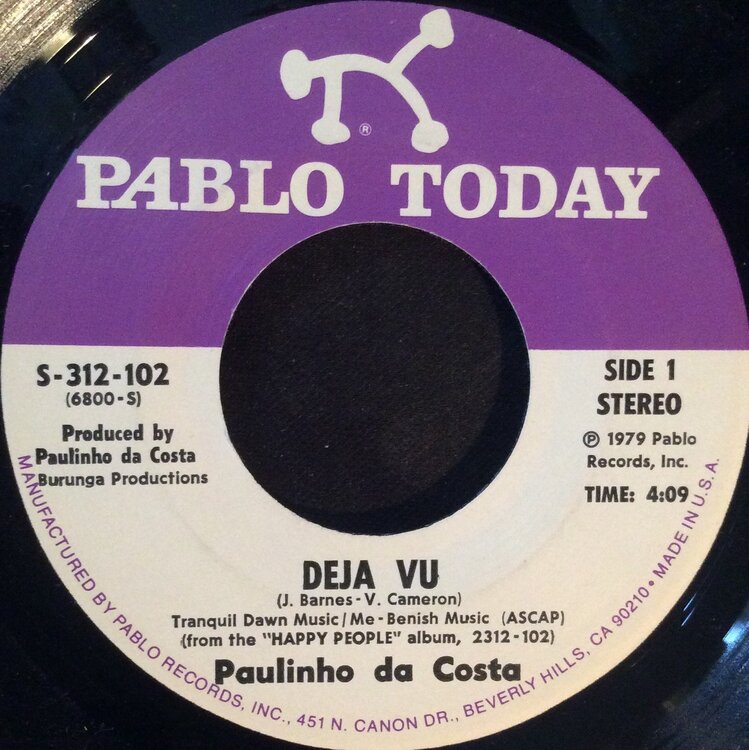 ®
PABLO TODAY
S-312-102
(6800-S)
Produced by
Paulinho da Costa
Burunga Productions
SIDE 1
STEREO
℗ 1979 Pablo
Records, Inc.
TIME: 4:09
DEJA VU
(J. Barnes-V. Cameron)
Tranquil Dawn Music/Me-Benish Music (ASCAP)
(from the "HAPPY PEOPLE" album, 2312-102)
Paulinho da Costa
MANUFACTURED BY PABLO RECORDS, INC., 451 N. CANON DR., BEVERLY HILLS, CA 90210 • MADE IN U.S.A.